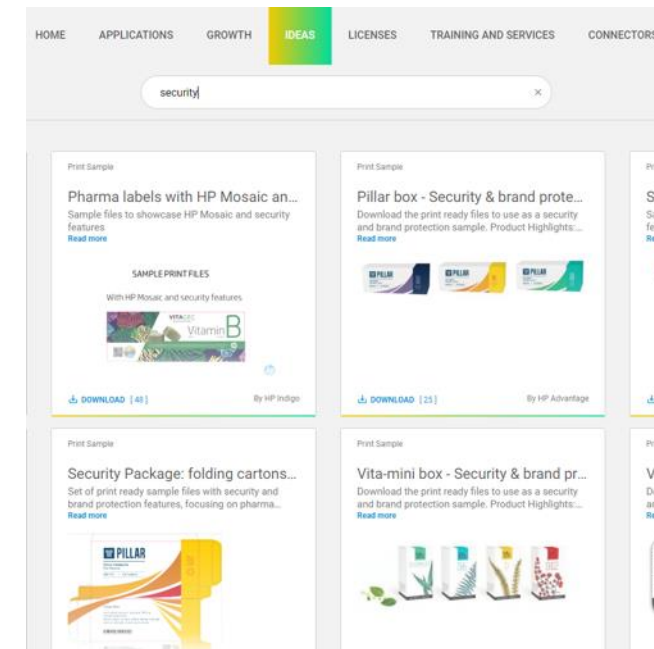 HOME APPLICATIONS GROWTH IDEAS LICENSES TRAINING AND SERVICES CONNECTORS
security ×
Print Sample
Pharma labels with HP Mosaic an...
Sample files to showcase HP Mosaic and security
features
Read more
SAMPLE PRINT FILES
With HP Mosaic and security features
VITADEC
Vitamin B
DOWNLOAD [ 48 ] By HP Indigo
Print Sample
Pillar box - Security & brand prote...
Download the print ready files to use as a security
and brand protection sample. Product Highlights:...
Read more
PILLAR PILLAR PILLAR
DOWNLOAD [ 25 ] By HP Advantage
Print Sample
Security Package: folding cartons...
Set of print ready sample files with security and
brand protection features, focusing on pharma...
Read more
PILLAR
Print Sample
Vita-mini box - Security & brand pr...
Download the print ready files to use as a security
and brand protection sample. Product Highlights:...
Read more